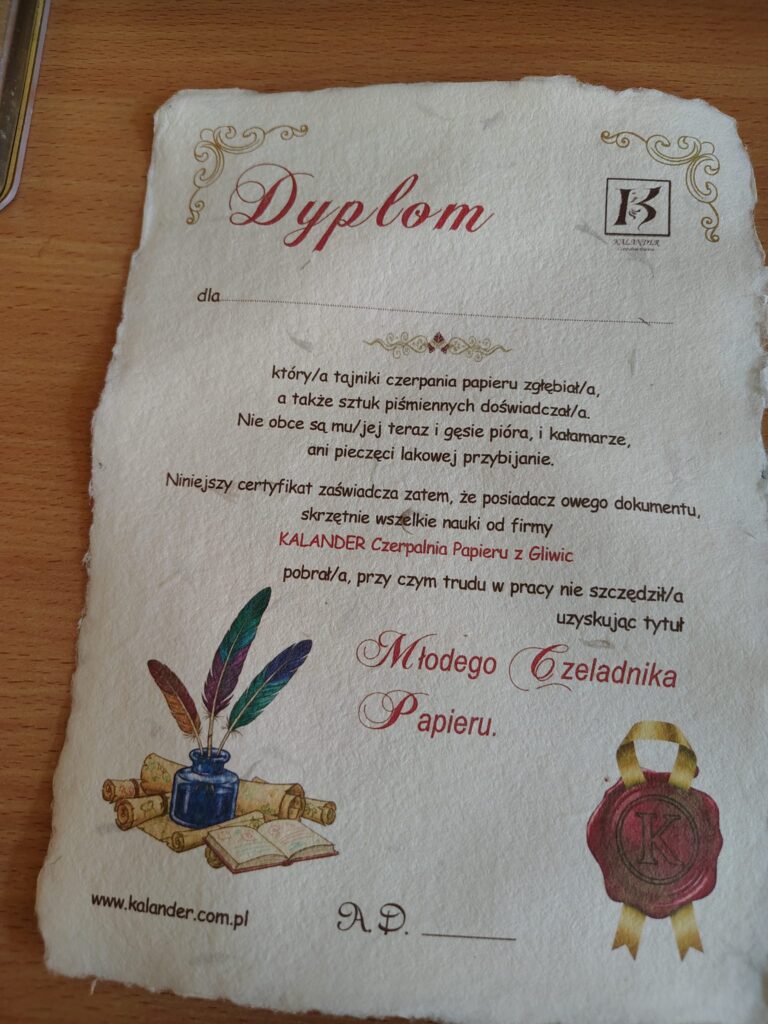 Dyplom
K
KALANDER
dla
który/a tajniki czerpania papieru zgłębiał/a,
a także sztuk piśmiennych doświadczał/a.
Nie obce są mu/jej teraz i gęsie pióra, i kałamarze,
ani pieczęci lakowej przybijanie.
Niniejszy certyfikat zaświadcza zatem, że posiadacz owego dokumentu,
skrzętnie wszelkie nauki od firmy
KALANDER Czerpalnia Papieru z Gliwic
pobrał/a, przy czym trudu w pracy nie szczędził/a
uzyskując tytuł
Młodego Czeladnika
Papieru.
K
www.kalander.com.pl
A.D.